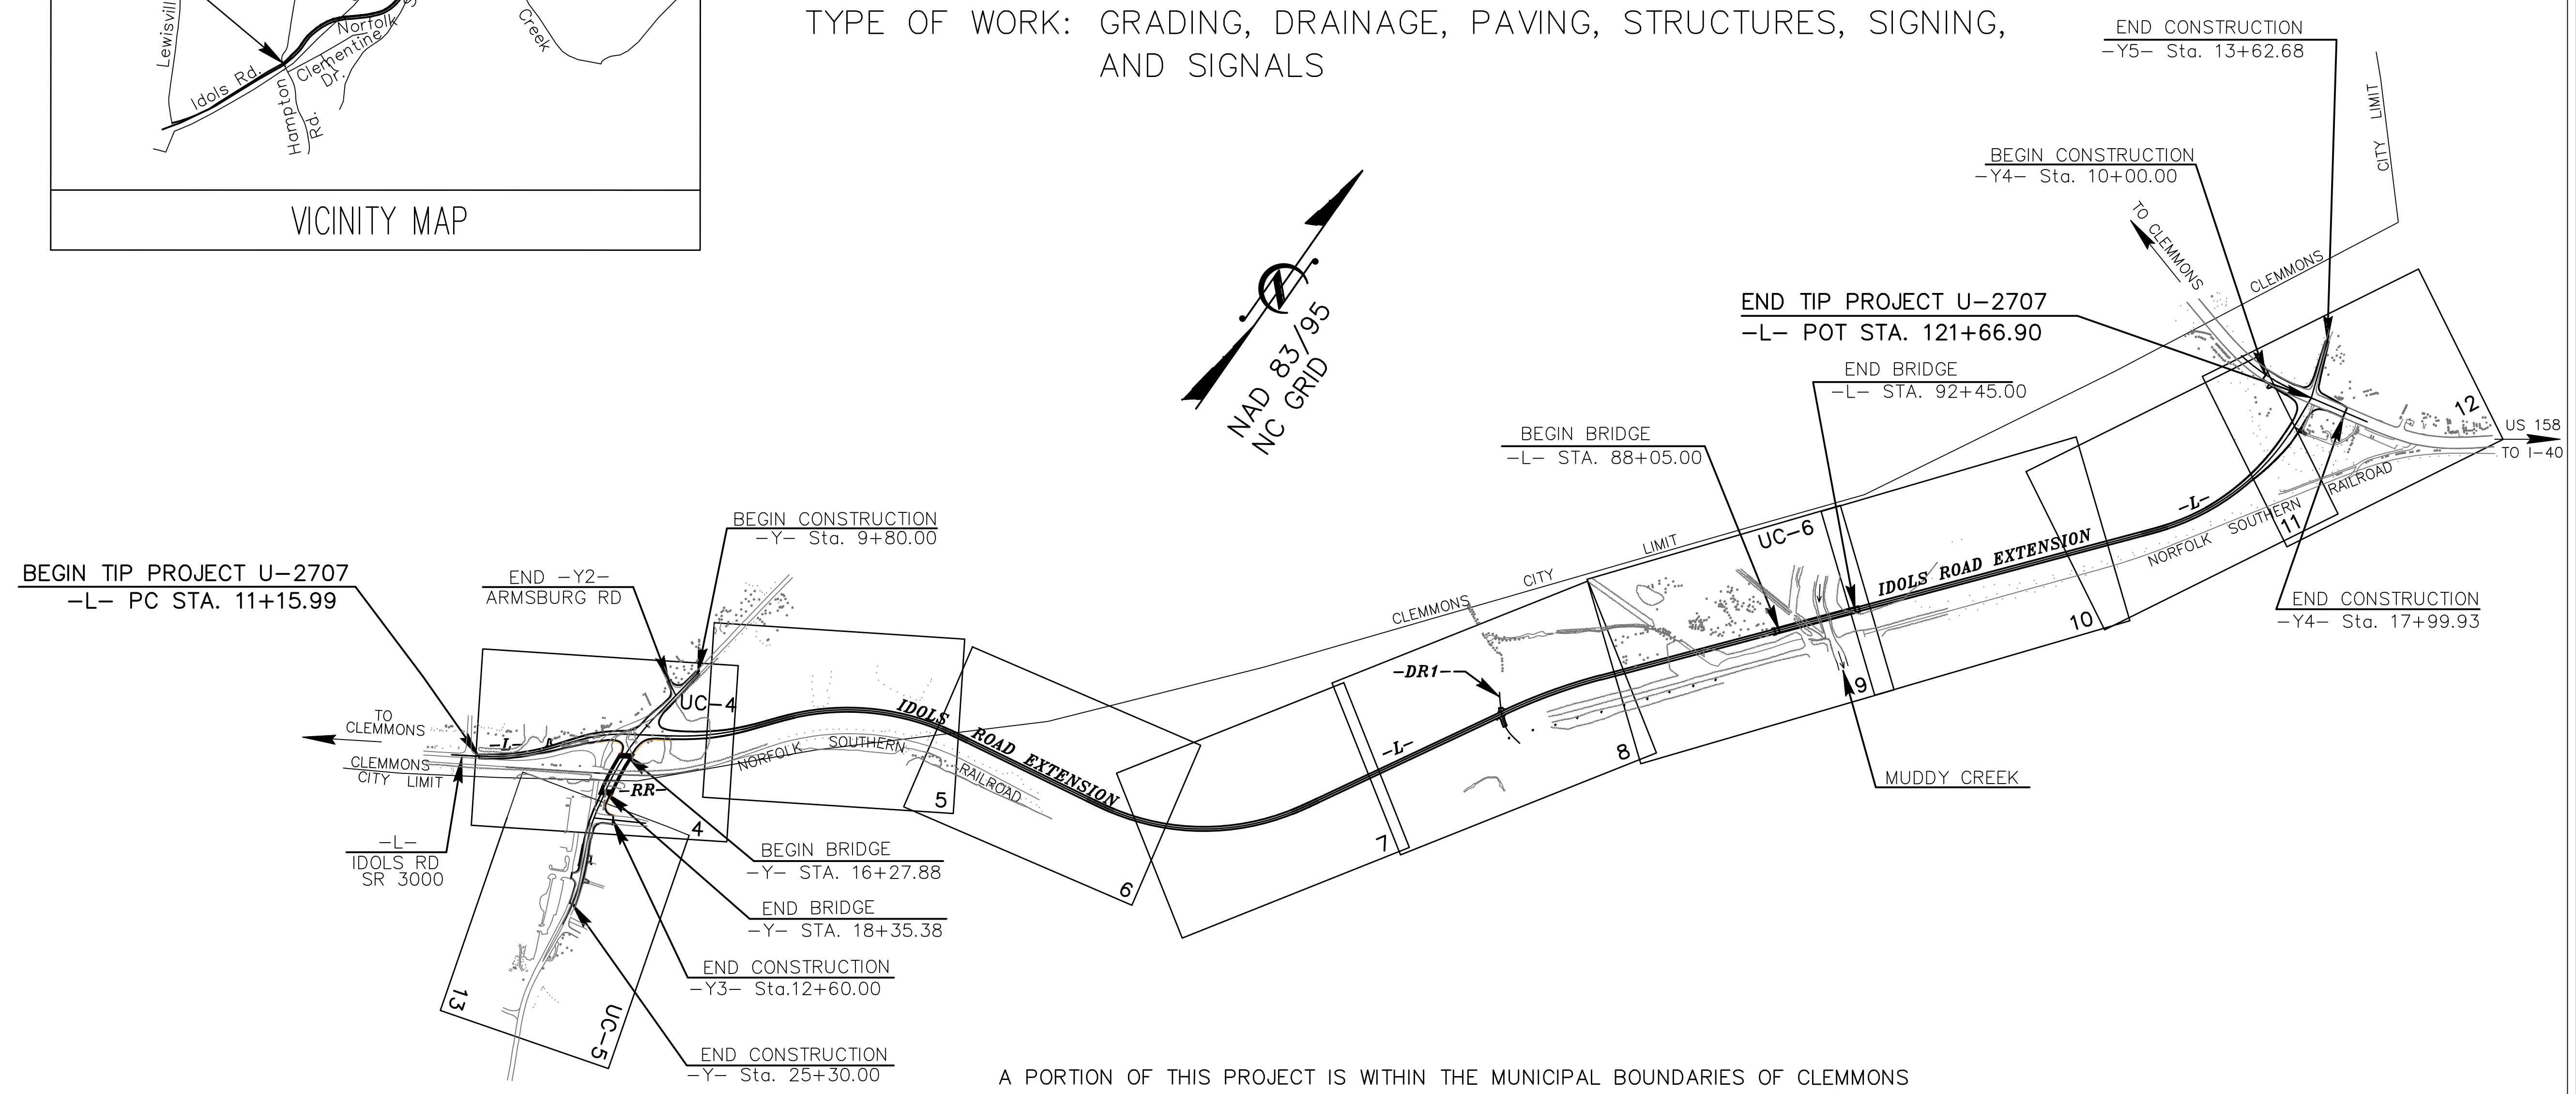 TYPE OF WORK: GRADING, DRAINAGE, PAVING, STRUCTURES, SIGNING,
AND SIGNALS
Norfolk
Creek
Clementine
Dr.
Idols Rd.
Hampton
Rd.
VICINITY MAP
END CONSTRUCTION
-Y5- Sta. 13+62.68
CITY LIMIT
BEGIN CONSTRUCTION
-Y4- Sta. 10+00.00
TO CLEMMONS
CLEMMONS
NAD 83/95
NC GRID
END TIP PROJECT U-2707
-L- POT STA. 121+66.90
END BRIDGE
-L- STA. 92+45.00
BEGIN BRIDGE
-L- STA. 88+05.00
12
US 158
TO I-40
RAILROAD
SOUTHERN
NORFOLK
11
-L-
END CONSTRUCTION
-Y4- Sta. 17+99.93
UC-6
IDOLS ROAD EXTENSION
10
LIMIT
CITY
CLEMMONS
9
MUDDY CREEK
-DR1-
8
-L-
7
BEGIN CONSTRUCTION
-Y- Sta. 9+80.00
END -Y2-
ARMSBURG RD
BEGIN TIP PROJECT U-2707
-L- PC STA. 11+15.99
UC-4
TO
CLEMMONS
-L-
CLEMMONS
CITY LIMIT
IDOLS
ROAD EXTENSION
NORFOLK SOUTHERN
RAILROAD
-RR-
5
4
6
-L-
IDOLS RD
SR 3000
BEGIN BRIDGE
-Y- STA. 16+27.88
END BRIDGE
-Y- STA. 18+35.38
END CONSTRUCTION
-Y3- Sta.12+60.00
13
UC-5
END CONSTRUCTION
-Y- Sta. 25+30.00
A PORTION OF THIS PROJECT IS WITHIN THE MUNICIPAL BOUNDARIES OF CLEMMONS